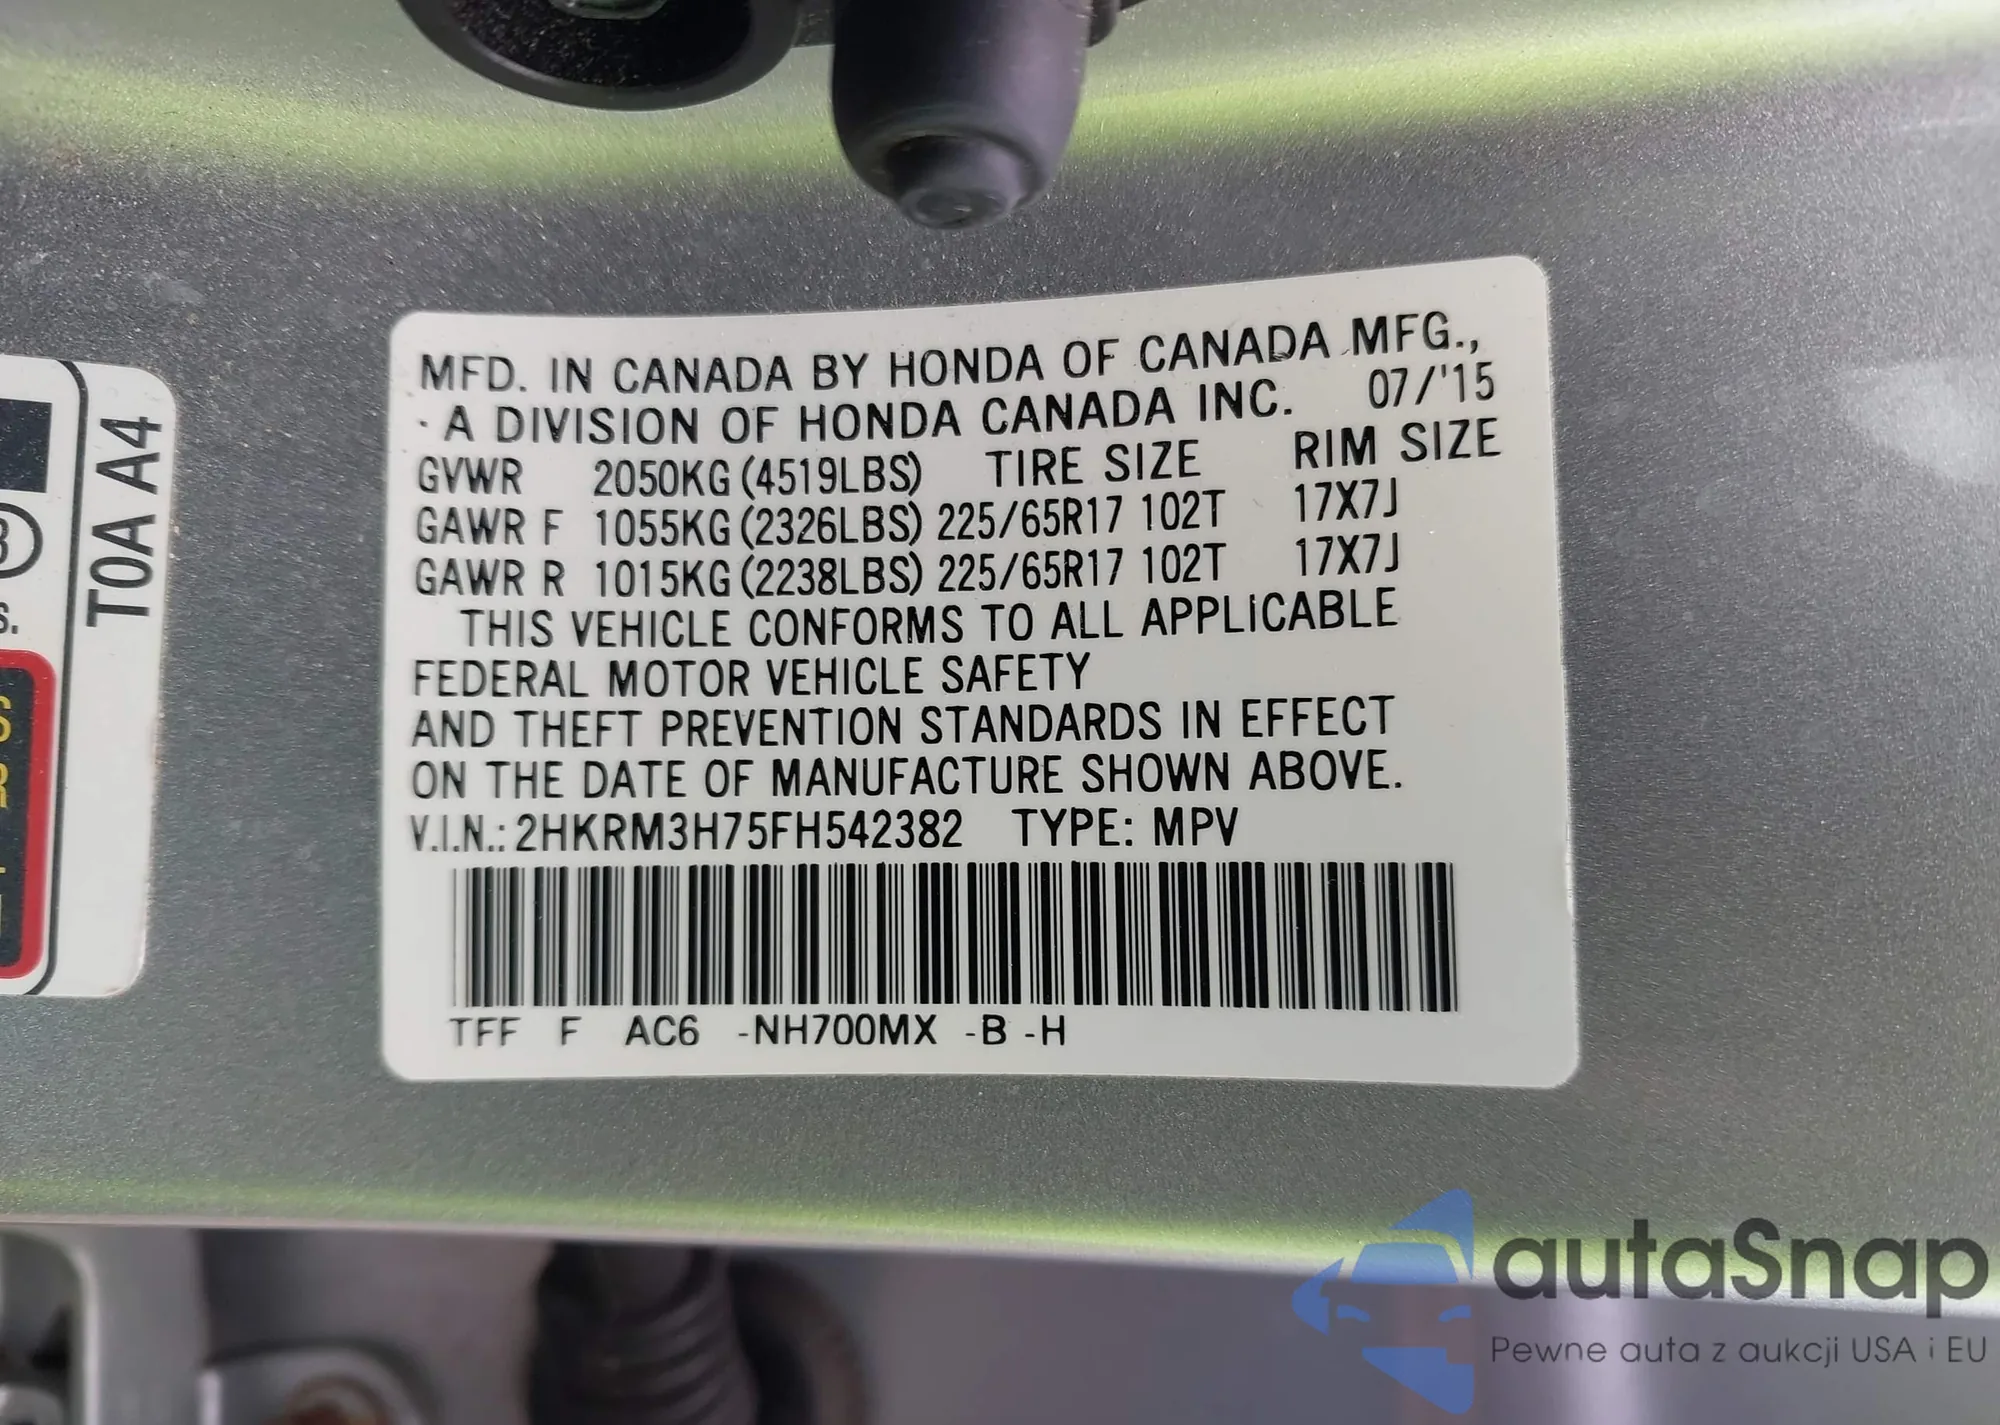 MFD. IN CANADA BY HONDA OF CANADA MFG.,
· A DIVISION OF HONDA CANADA INC. 07/'15
GVWR 2050KG (4519LBS) TIRE SIZE RIM SIZE
GAWR F 1055KG (2326LBS) 225/65R17 102T 17X7J
GAWR R 1015KG (2238LBS) 225/65R17 102T 17X7J
THIS VEHICLE CONFORMS TO ALL APPLICABLE
FEDERAL MOTOR VEHICLE SAFETY
AND THEFT PREVENTION STANDARDS IN EFFECT
ON THE DATE OF MANUFACTURE SHOWN ABOVE.
V.I.N.: 2HKRM3H75FH542382 TYPE: MPV
TFF F AC6 -NH700MX -B -H
T0A A4
autaSnap
Pewne auta z aukcji USA i EU